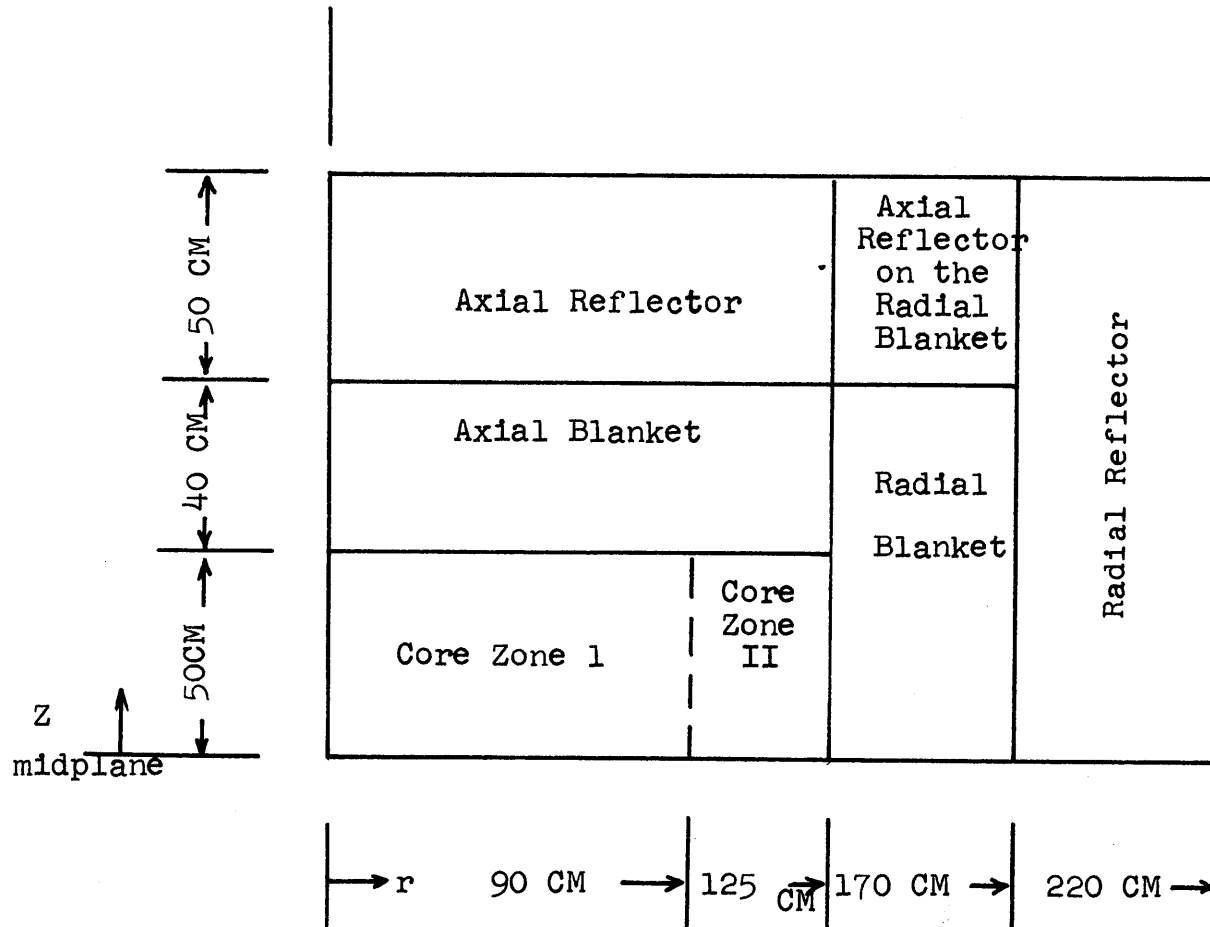 Axial
Reflector
on the
Radial
Blanket
Axial Reflector
50 CM
Axial Blanket
40 CM
Radial
Blanket
Radial Reflector
Core
Zone
II
Core Zone 1
50CM
Z
midplane
r
90 CM
125 CM
170 CM
220 CM